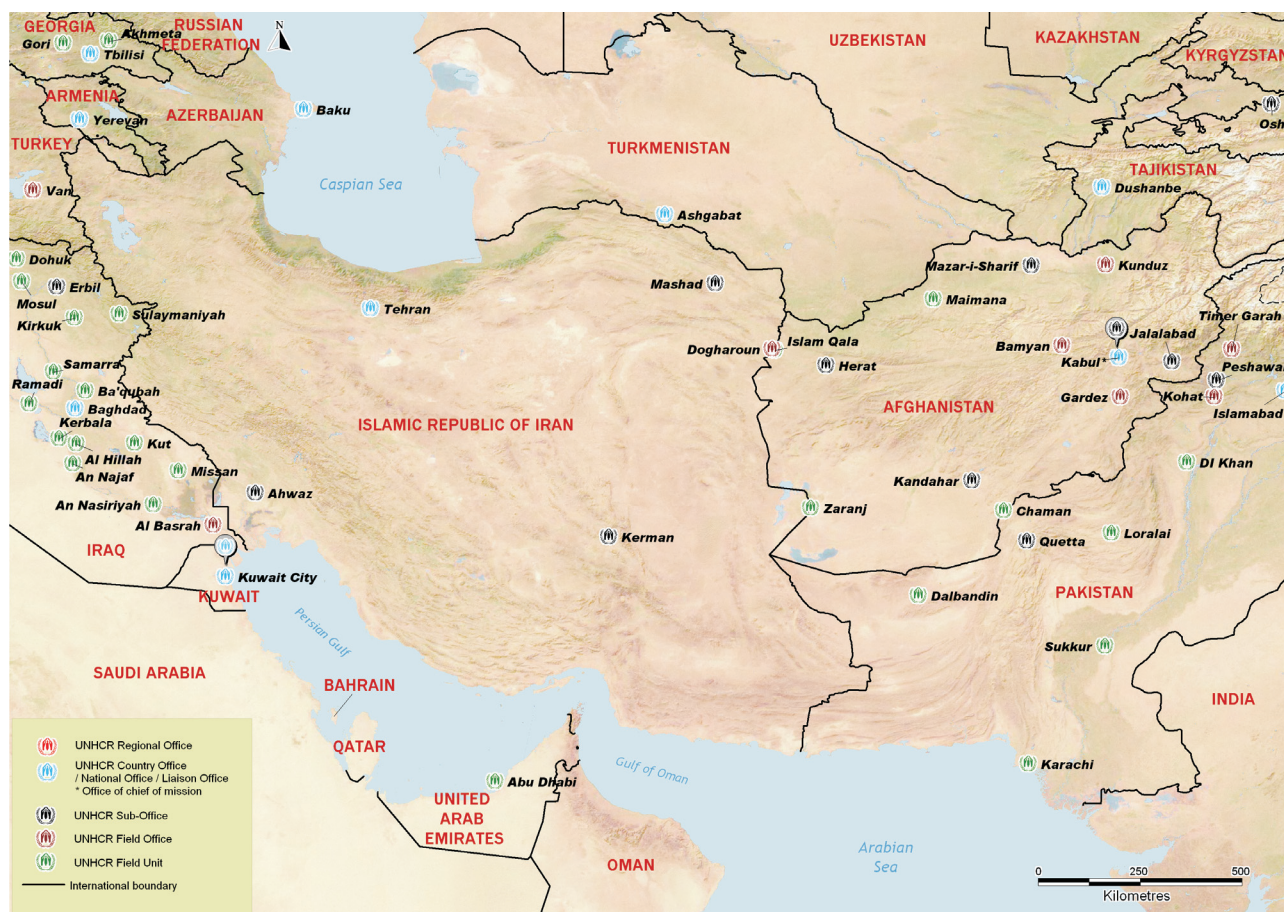 GEORGIA
RUSSIAN
FEDERATION
N
Gori
Akhmeta
Tbilisi
UZBEKISTAN
KAZAKHSTAN
KYRGYZSTAN
ARMENIA
AZERBAIJAN
Baku
Yerevan
Osh
TURKEY
TURKMENISTAN
TAJIKISTAN
Van
Caspian Sea
Dushanbe
Ashgabat
Dohuk
Mosul
Erbil
Kirkuk
Sulaymaniyah
Tehran
Mashad
Mazar-i-Sharif
Kunduz
Maimana
Timer Garah
Jalalabad
Samarra
Ramadi
Ba'qubah
Baghdad
Kerbala
Dogharoun
Islam Qala
Herat
Bamyan
Kabul*
Peshawar
Gardez
Kohat
Islamabad
ISLAMIC REPUBLIC OF IRAN
AFGHANISTAN
Al Hillah
Kut
An Najaf
Missan
DI Khan
An Nasiriyah
Ahwaz
Al Basrah
Kandahar
Zaranj
Chaman
Kerman
Quetta
Loralai
IRAQ
Kuwait City
KUWAIT
Dalbandin
PAKISTAN
Persian Gulf
Sukkur
SAUDI ARABIA
BAHRAIN
INDIA
QATAR
Gulf of Oman
Karachi
Abu Dhabi
UNITED
ARAB
EMIRATES
OMAN
Arabian
Sea
UNHCR Regional Office
UNHCR Country Office
/ National Office / Liaison Office
* Office of chief of mission
UNHCR Sub-Office
UNHCR Field Office
UNHCR Field Unit
International boundary
0 250 500
Kilometres